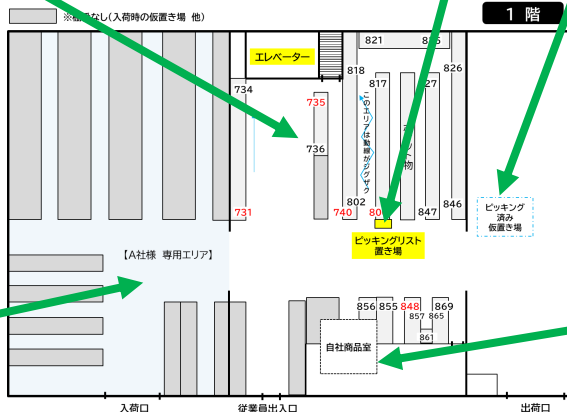 ※棚[なし(入荷時の仮置き場 他)
1 階
821
エレベーター
818
826
817
827
734
735
このエリアは動線がジグザグ
736
ット物
802
731
740
847
846
ピッキング
済み
仮置き場
ピッキングリスト
置き場
【A社様 専用エリア】
856
855
848
869
857
865
861
自社商品室
入荷口
従業員出入口
出荷口